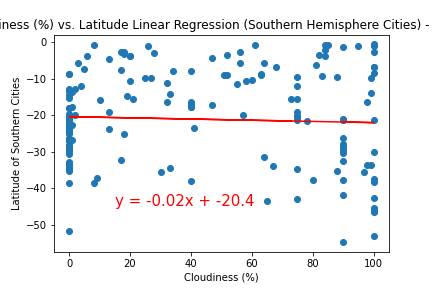 iness (%) vs. Latitude Linear Regression (Southern Hemisphere Cities) -
0
−10
−20
−30
−40
−50
Latitude of Southern Cities
y = -0.02x + -20.4
0 20 40 60 80 100
Cloudiness (%)